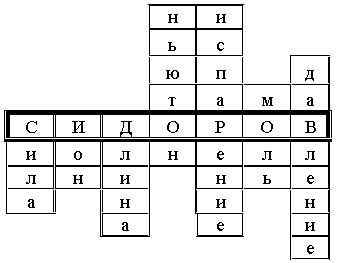 н и
ь с
ю п д
т а м а
С И Д О Р О В
и о л н е л л
л н и н ь е
а н и н
а е и
е